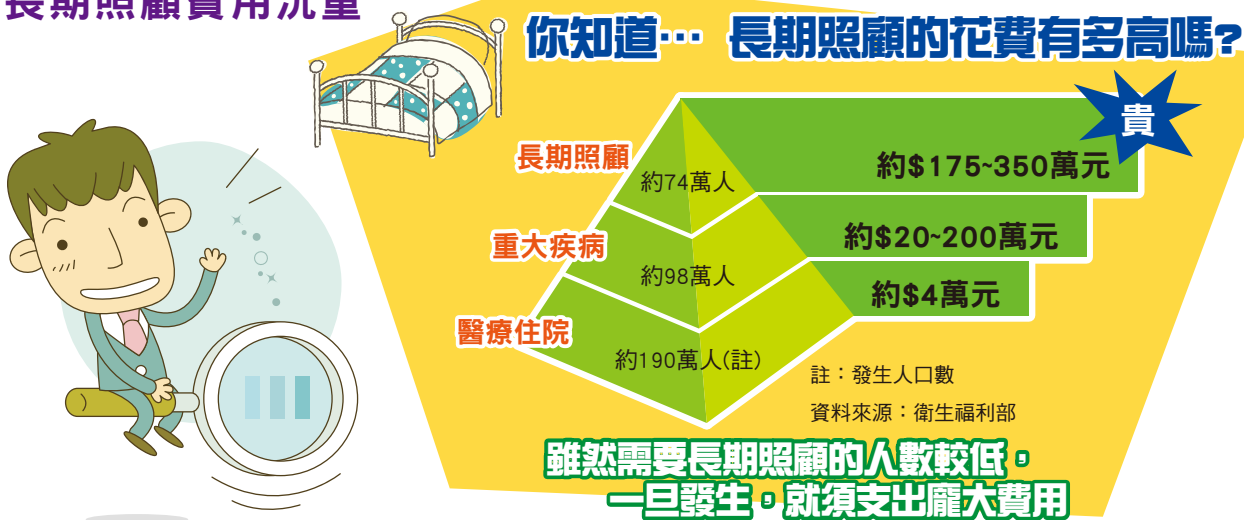 長期照顧費用沉重
你知道… 長期照顧的花費有多高嗎?
貴
長期照顧
約74萬人
約$175~350萬元
重大疾病
約98萬人
約$20~200萬元
醫療住院
約190萬人(註)
約$4萬元
註：發生人口數
資料來源：衛生福利部
雖然需要長期照顧的人數較低，
一旦發生，就須支出龐大費用